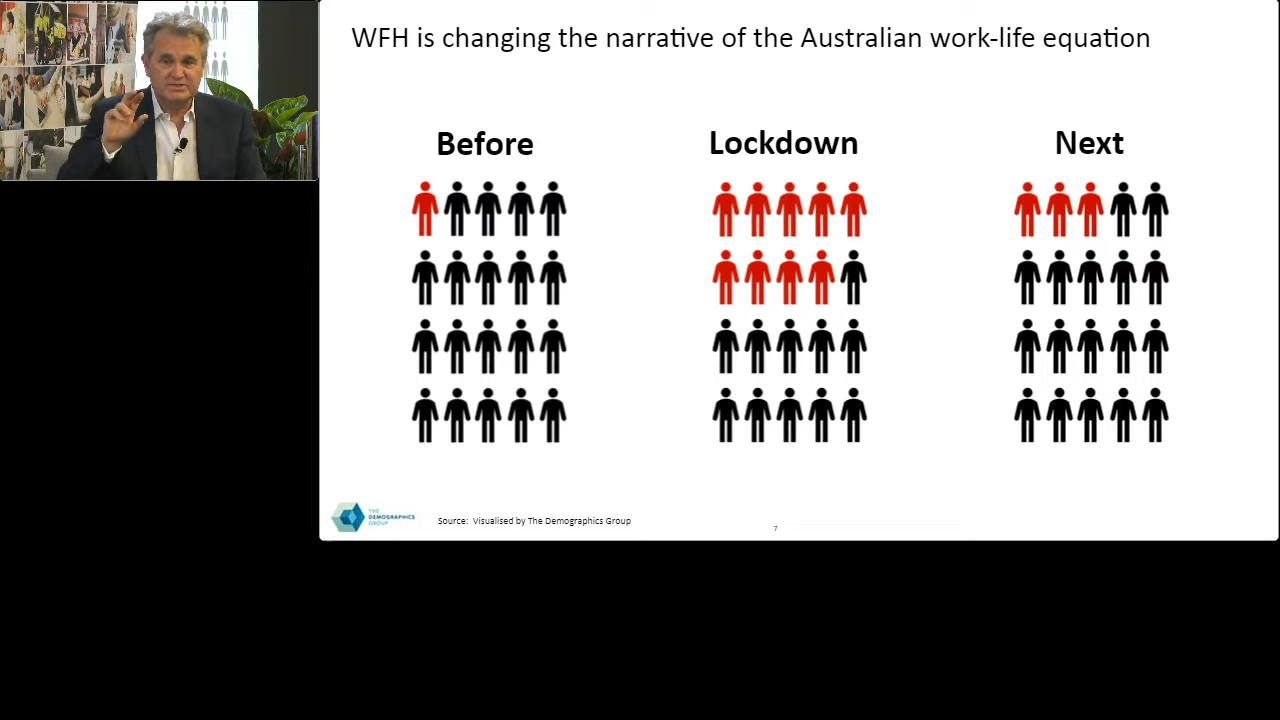 WFH is changing the narrative of the Australian work-life equation
Before
Lockdown
Next
THE
DEMOGRAPHICS
GROUP
Source: Visualised by The Demographics Group
7